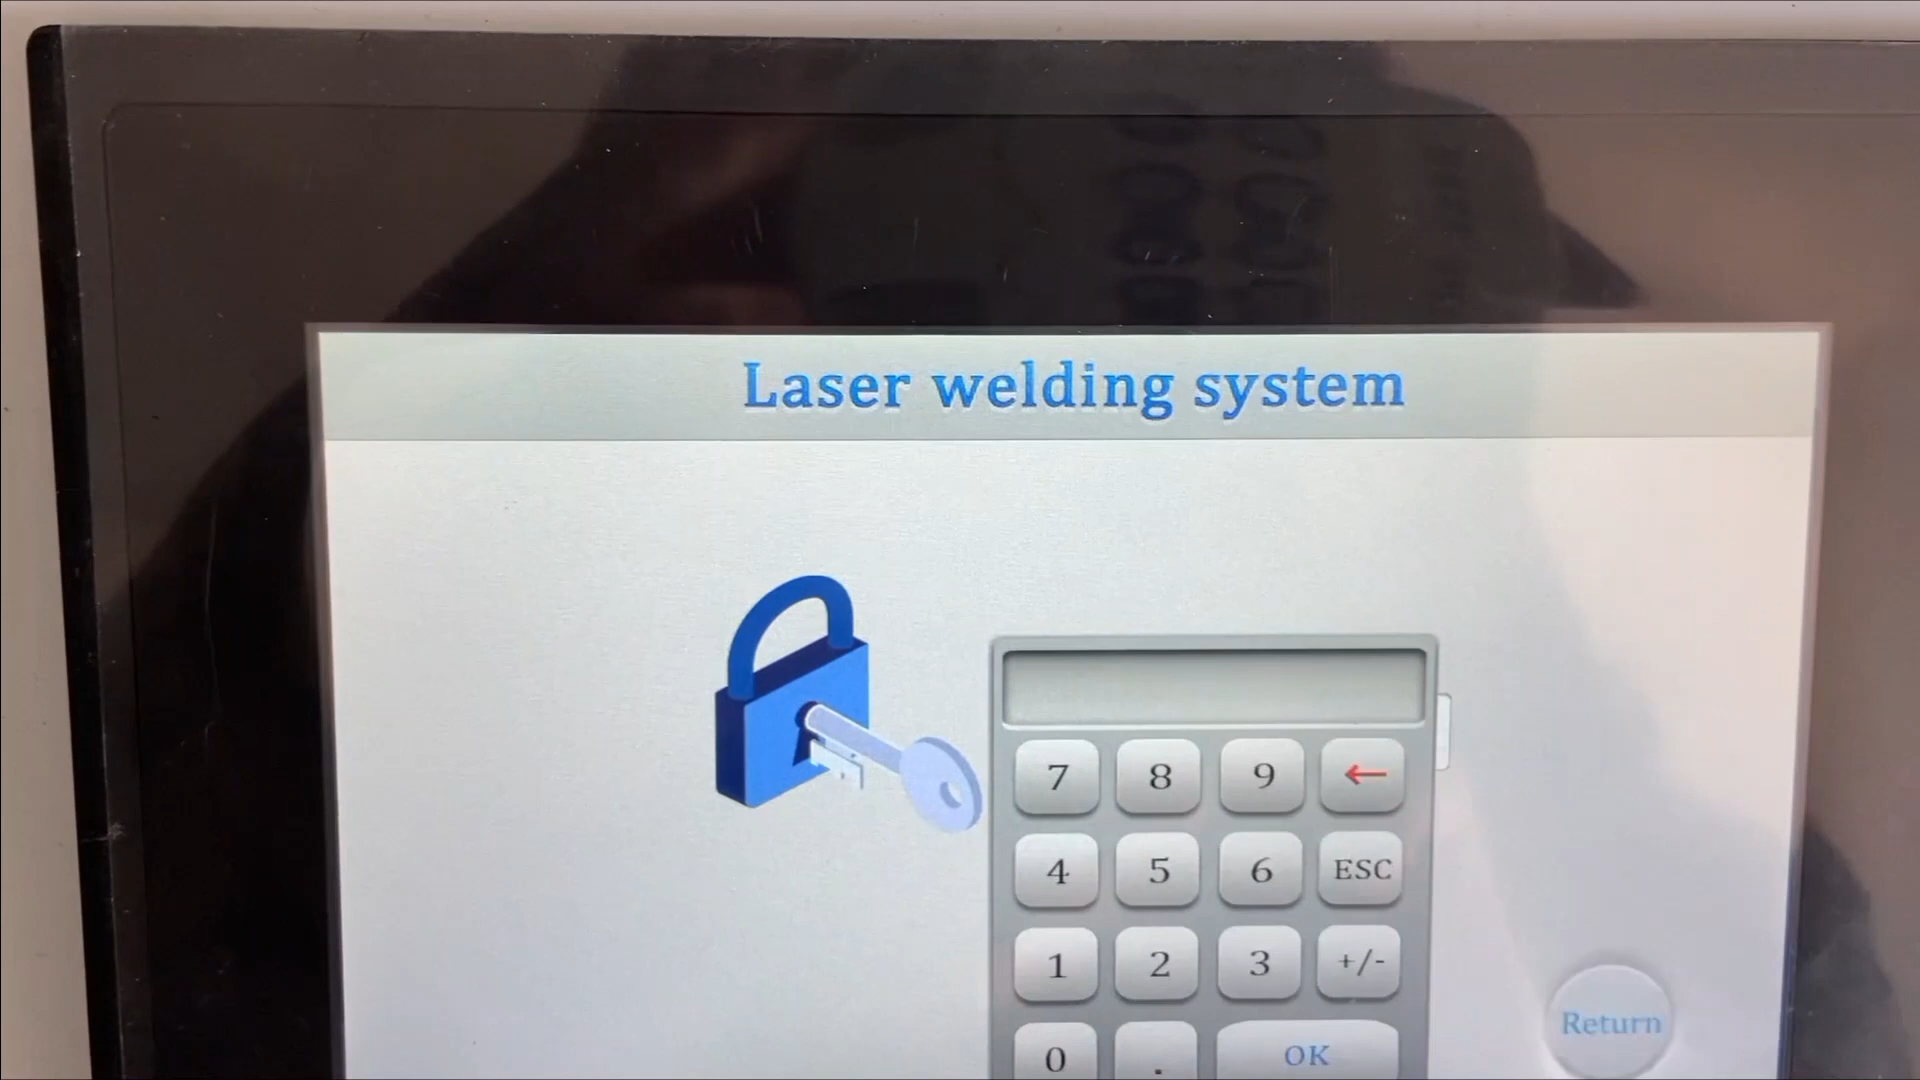 Laser welding system
7 8 9 ←
4 5 6 ESC
1 2 3 +/-
0 . OK
Return